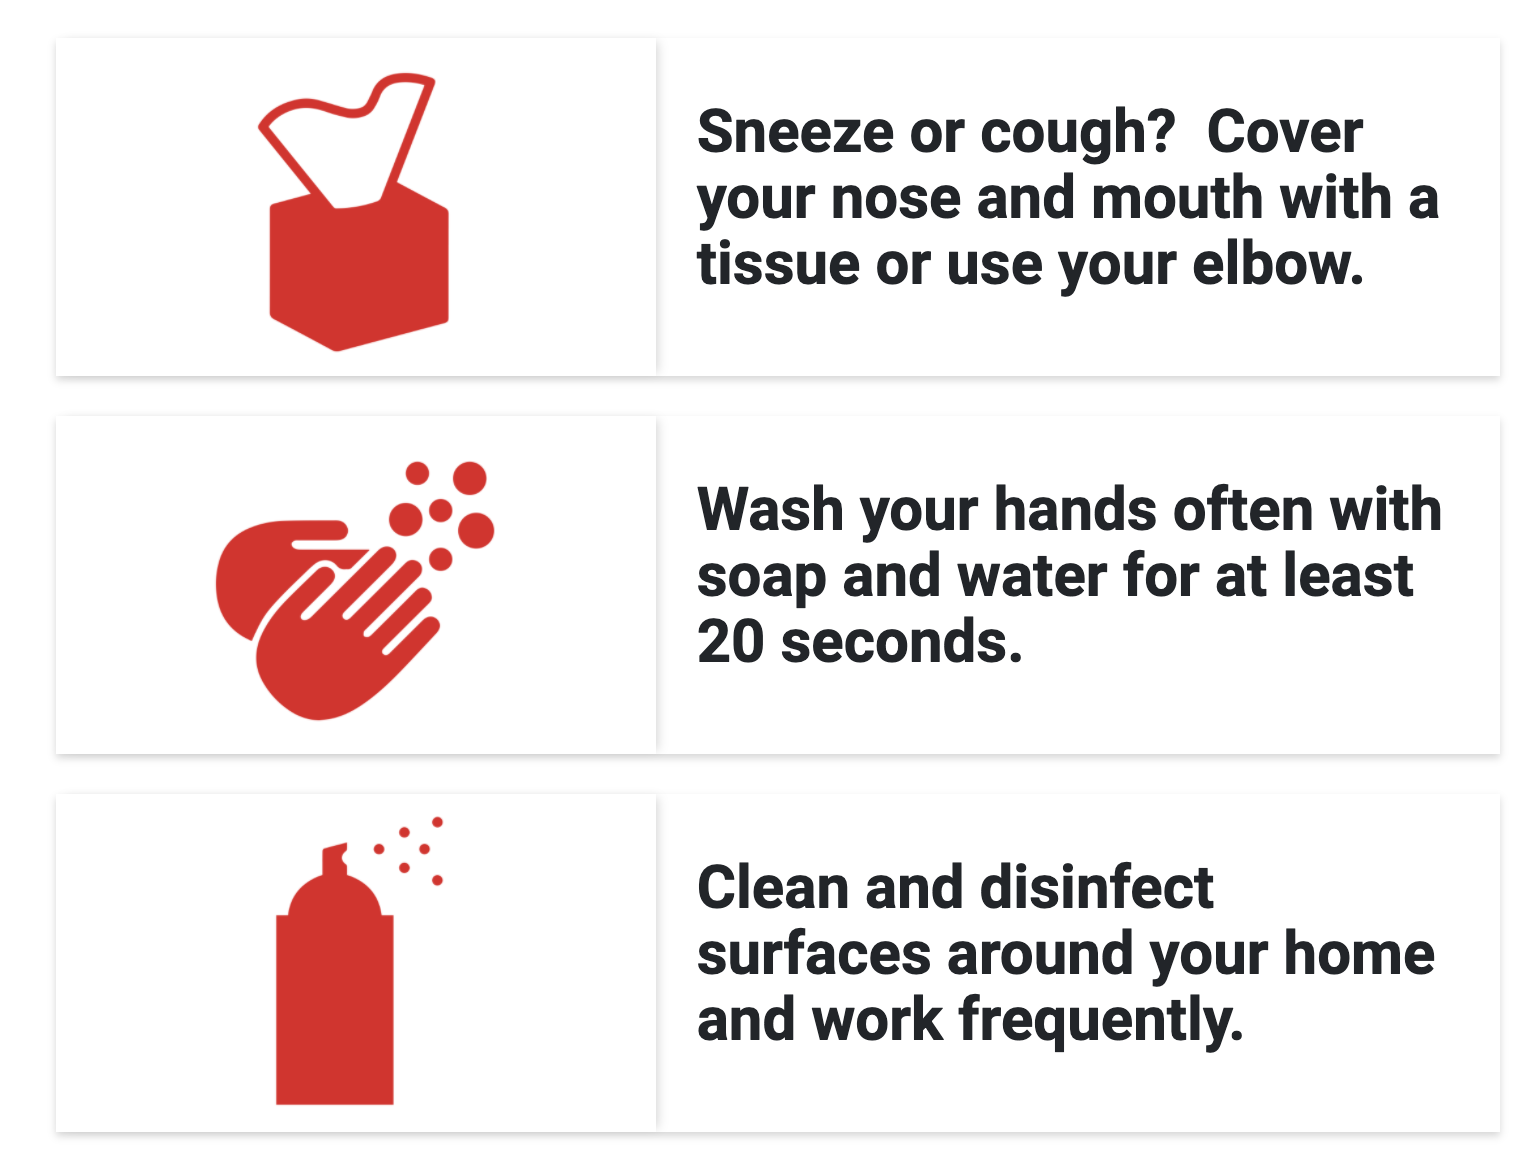 Sneeze or cough?  Cover
your nose and mouth with a
tissue or use your elbow.
Wash your hands often with
soap and water for at least
20 seconds.
Clean and disinfect
surfaces around your home
and work frequently.